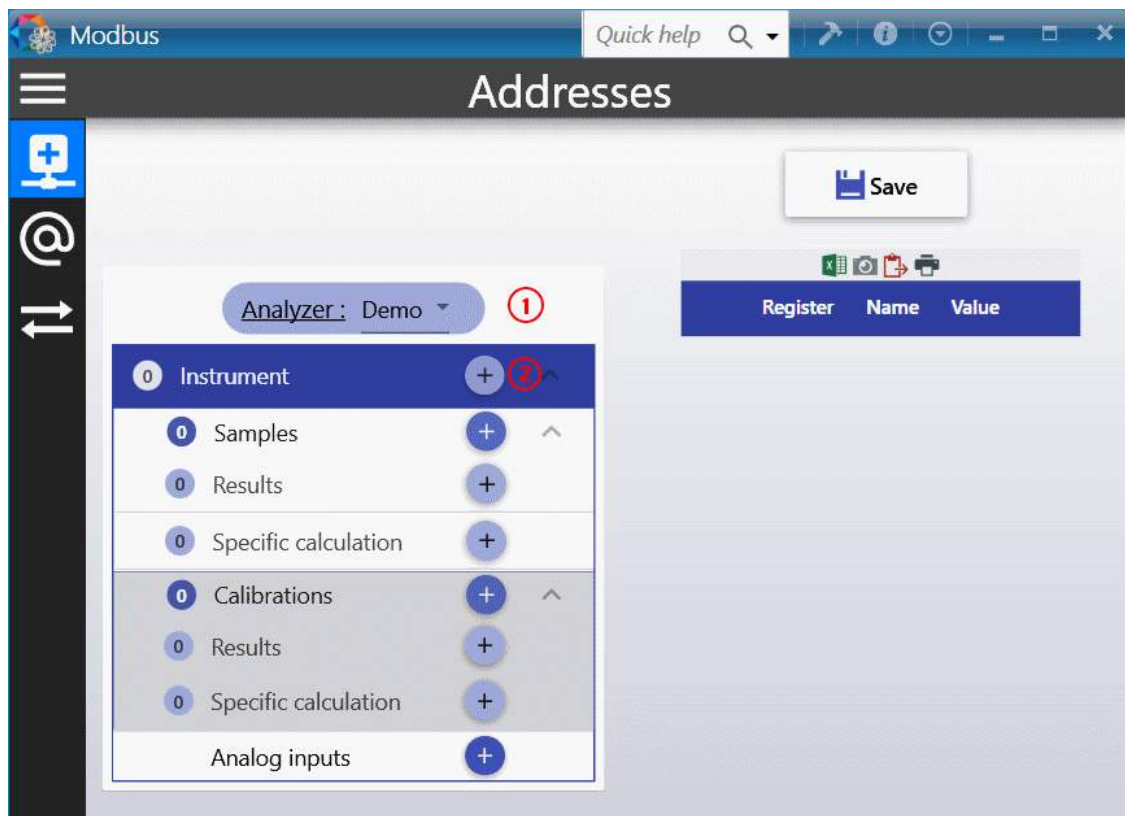 Modbus
Quick help
Addresses
Save
Analyzer : Demo
1
Register Name Value
0 Instrument + 2
0 Samples +
0 Results +
0 Specific calculation +
0 Calibrations +
0 Results +
0 Specific calculation +
Analog inputs +